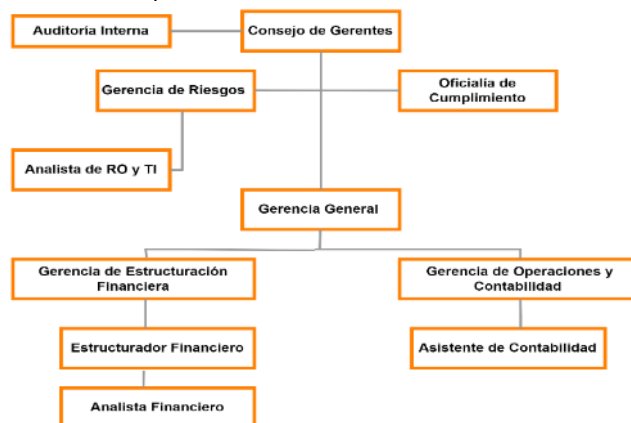 Auditoría Interna
Consejo de Gerentes
Gerencia de Riesgos
Oficialía de
Cumplimiento
Analista de RO y TI
Gerencia General
Gerencia de Estructuración
Financiera
Gerencia de Operaciones y
Contabilidad
Estructurador Financiero
Asistente de Contabilidad
Analista Financiero